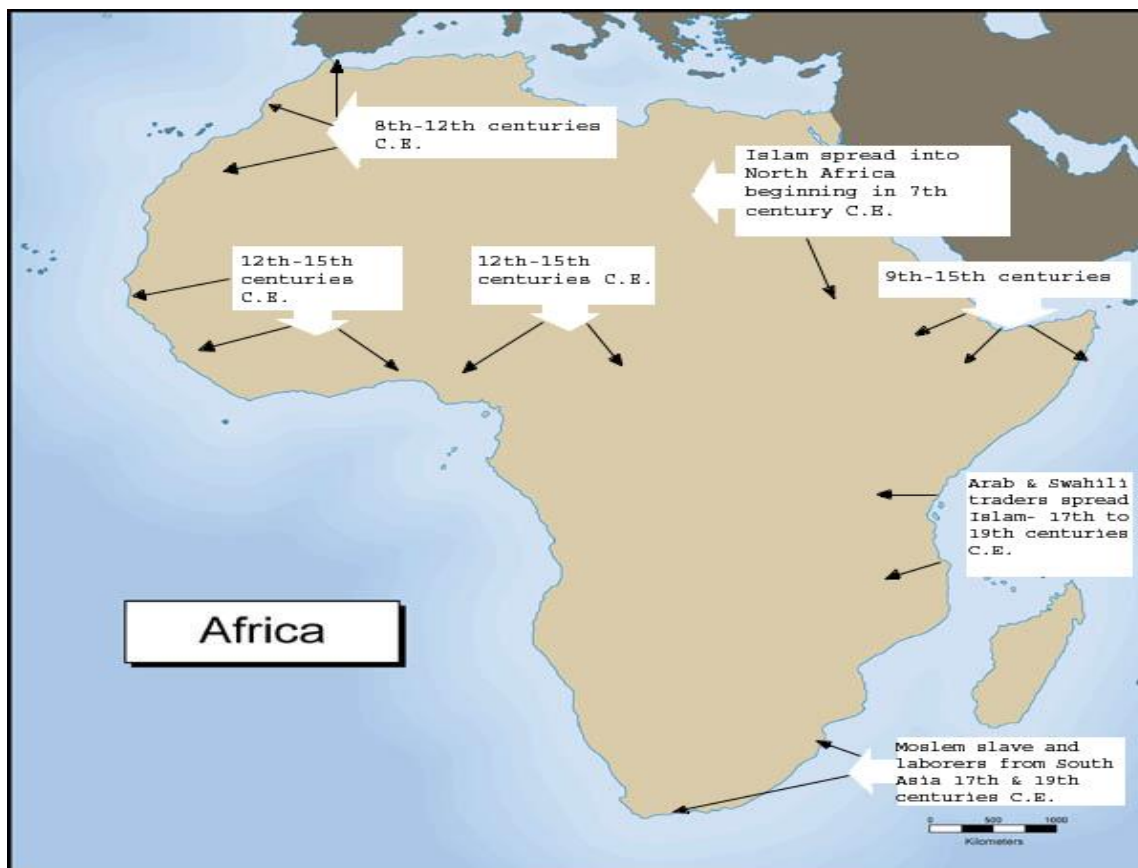 8th-12th centuries
C.E.
Islam spread into
North Africa
beginning in 7th
century C.E.
12th-15th
centuries
C.E.
12th-15th
centuries C.E.
9th-15th centuries
Arab & Swahili
traders spread
Islam- 17th to
19th centuries
C.E.
Africa
Moslem slave and
laborers from South
Asia 17th & 19th
centuries C.E.
0 500 1000
Kilometers